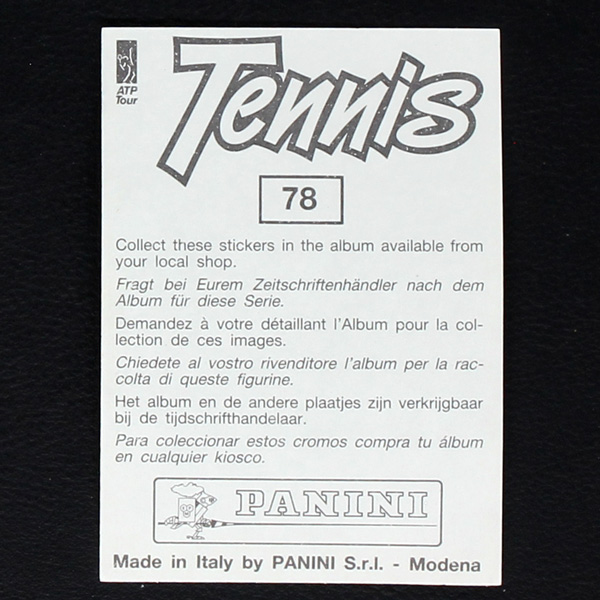 ATP
Tour
Tennis
78
Collect these stickers in the album available from
your local shop.
Fragt bei Eurem Zeitschriftenhändler nach dem
Album für diese Serie.
Demandez à votre détaillant l'Album pour la col-
lection de ces images.
Chiedete al vostro rivenditore l'album per la rac-
colta di queste figurine.
Het album en de andere plaatjes zijn verkrijgbaar
bij de tijdschrifthandelaar.
Para coleccionar estos cromos compra tu álbum
en cualquier kiosco.
PANINI
Made in Italy by PANINI S.r.l. - Modena